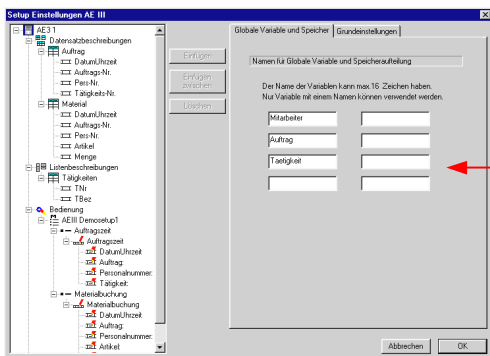 Setup Einstellungen AE III
AE3 1
Datensatzbeschreibungen
Auftrag
DatumUhrzeit
Auftrags-Nr.
Pers-Nr.
Tätigkeits-Nr.
Material
DatumUhrzeit
Auftrags-Nr.
Pers-Nr.
Artikel
Menge
Listenbeschreibungen
Tätigkeiten
TNr
TBez
Bedienung
AEIII Demosetup1
Auftragszeit
Auftragszeit
DatumUhrzeit
Auftrag:
Personalnummer:
Tätigkeit:
Materialbuchung
Materialbuchung
DatumUhrzeit
Auftrag:
Personalnummer:
Artikel:
Einfügen
Einfügen
zwischen
Löschen
Globale Variable und Speicher
Grundeinstellungen
Namen für Globale Variable und Speicheraufteilung
Der Name der Variablen kann max.16 Zeichen haben.
Nur Variable mit einem Namen können verwendet werden.
Mitarbeiter
Auftrag
Taetigkeit
Abbrechen
OK